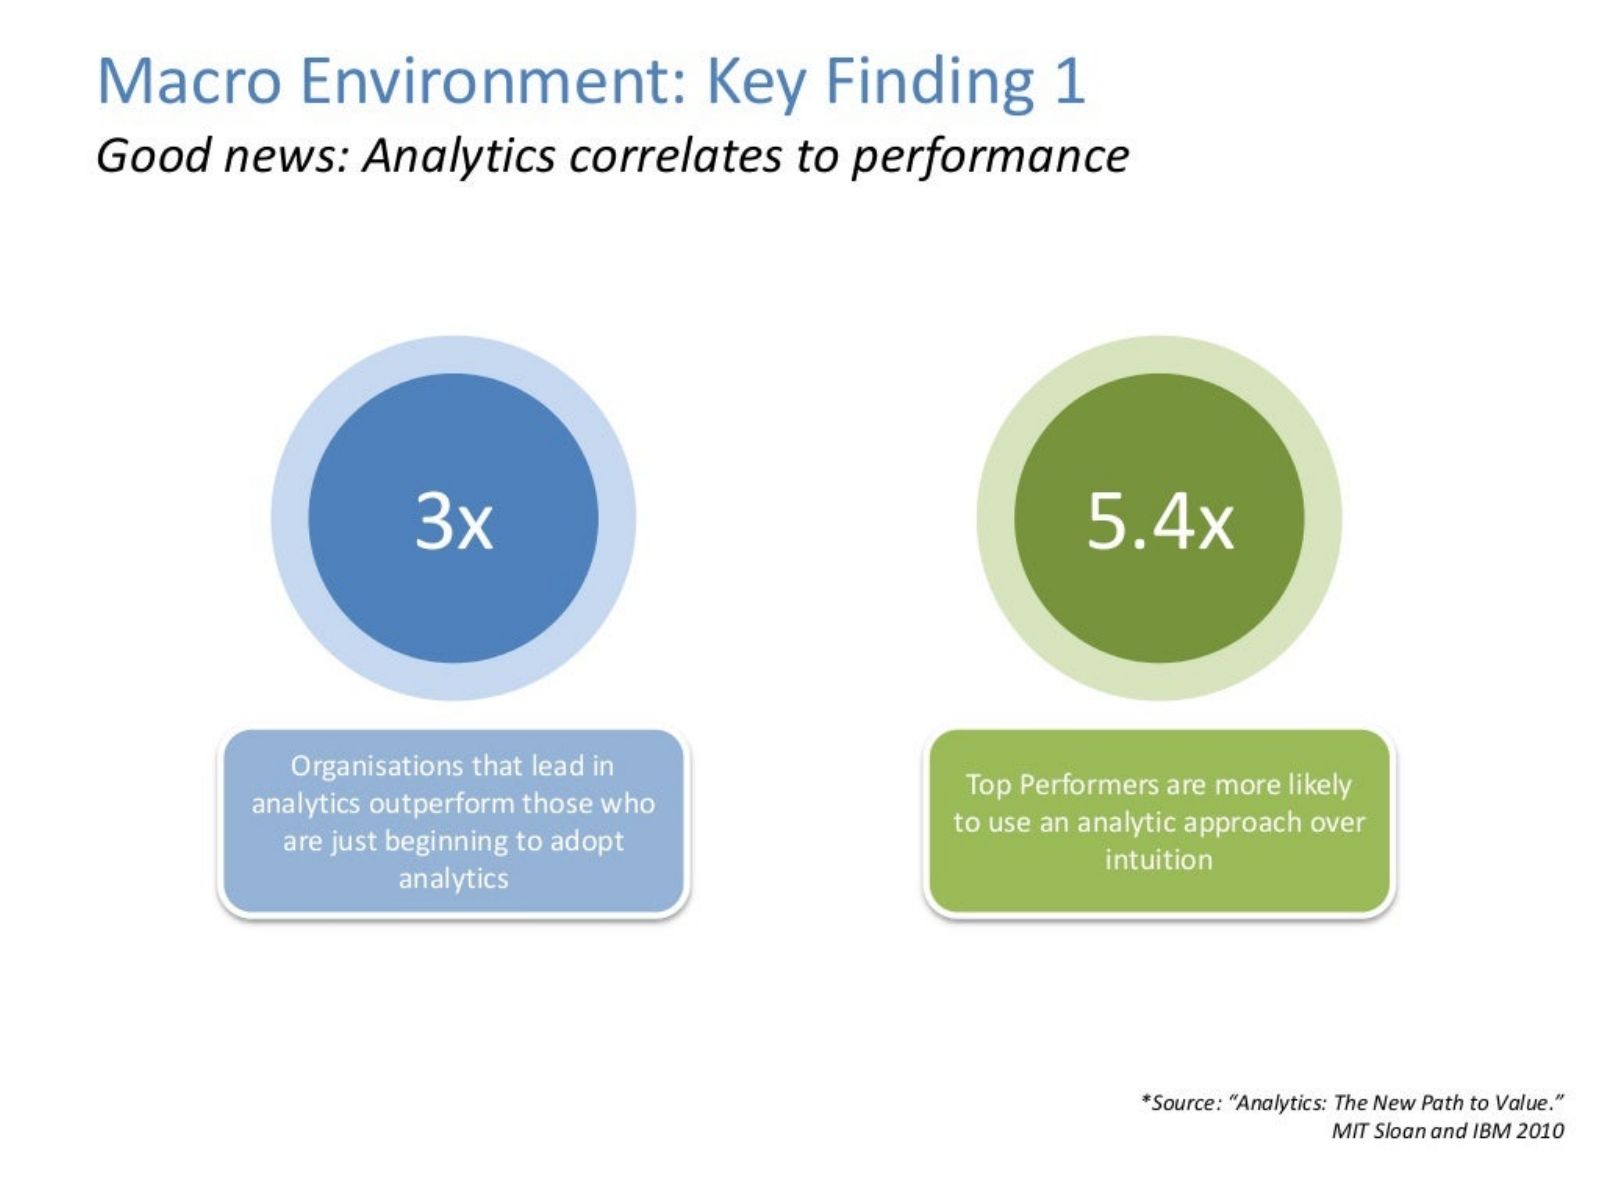 Macro Environment: Key Finding 1
Good news: Analytics correlates to performance
3x
Organisations that lead in
analytics outperform those who
are just beginning to adopt
analytics
5.4x
Top Performers are more likely
to use an analytic approach over
intuition
*Source: “Analytics: The New Path to Value.”
MIT Sloan and IBM 2010